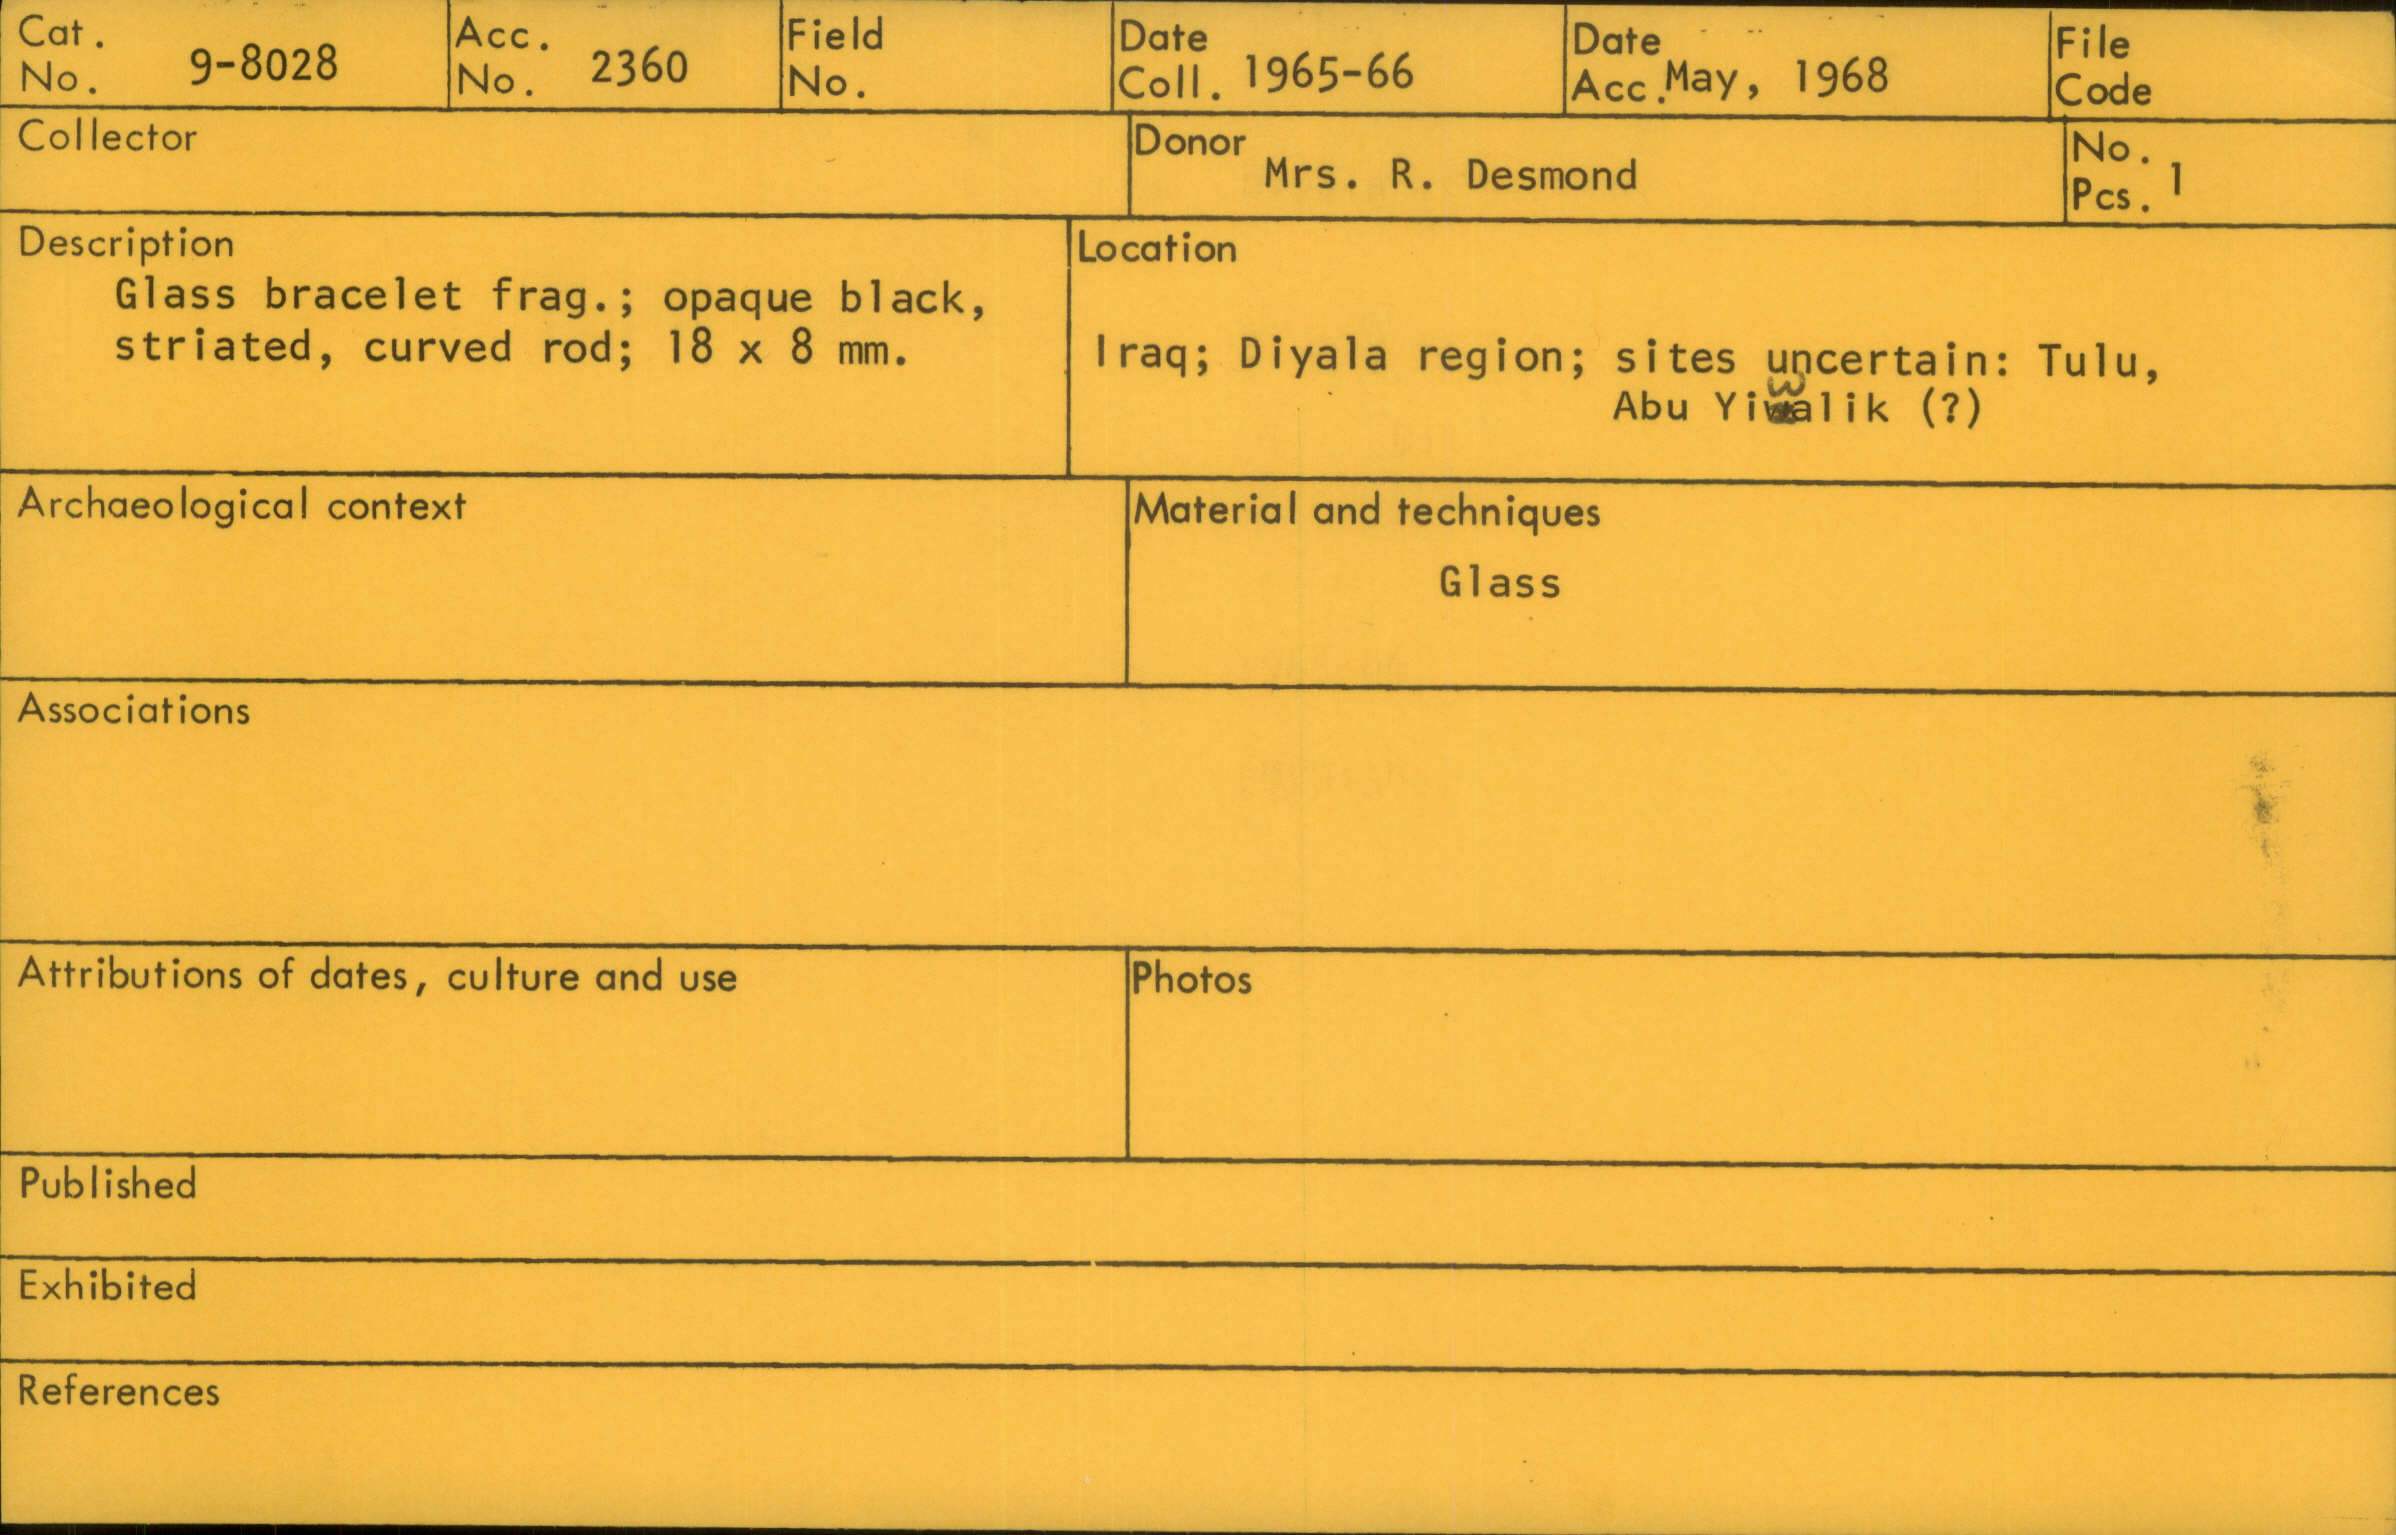 Cat. No. 9-8028
Acc. No. 2360
Field No.
Date Coll. 1965-66
Date Acc. May, 1968
File Code
Collector
Donor Mrs. R. Desmond
No. Pcs. 1
Description
Glass bracelet frag.; opaque black,
striated, curved rod; 18 x 8 mm.
Location
Iraq; Diyala region; sites uncertain: Tulu,
Abu Yiwalik (?)
Archaeological context
Material and techniques
Glass
Associations
Attributions of dates, culture and use
Photos
Published
Exhibited
References